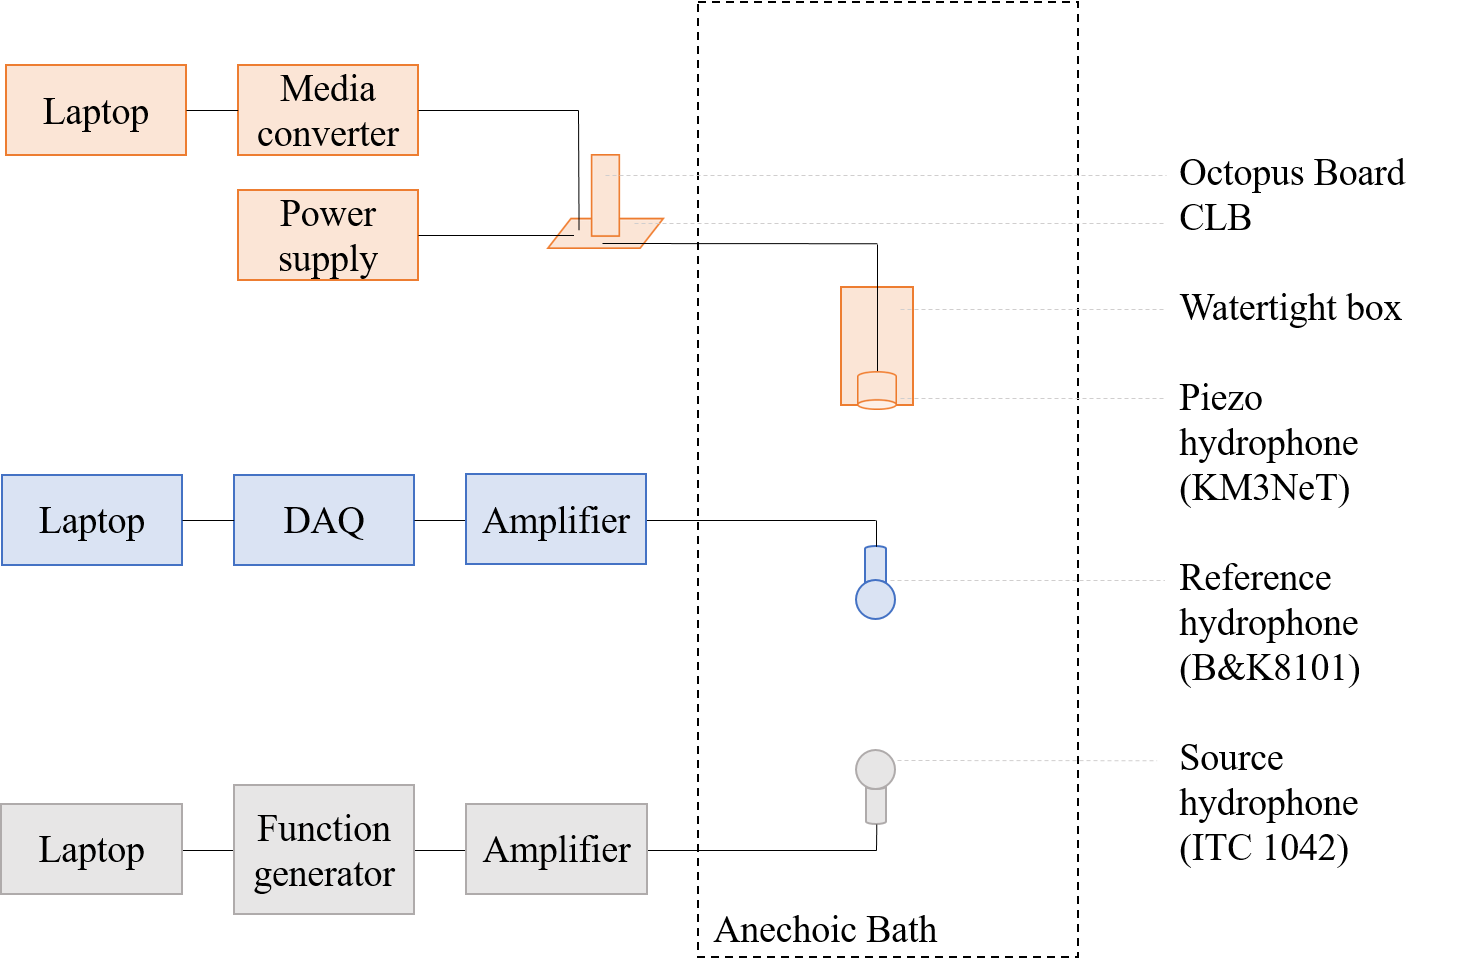 Laptop
Media
converter
Power
supply
Octopus Board
CLB
Watertight box
Piezo
hydrophone
(KM3NeT)
Laptop
DAQ
Amplifier
Reference
hydrophone
(B&K8101)
Laptop
Function
generator
Amplifier
Source
hydrophone
(ITC 1042)
Anechoic Bath